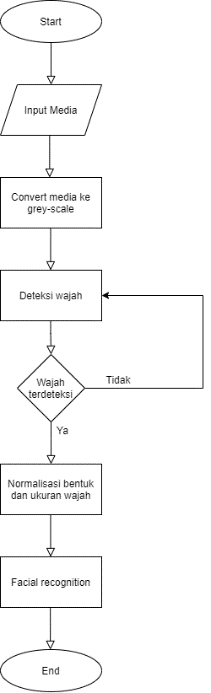 Start
Input Media
Convert media ke
grey-scale
Deteksi wajah
Wajah
terdeteksi
Tidak
Ya
Normalisasi bentuk
dan ukuran wajah
Facial recognition
End